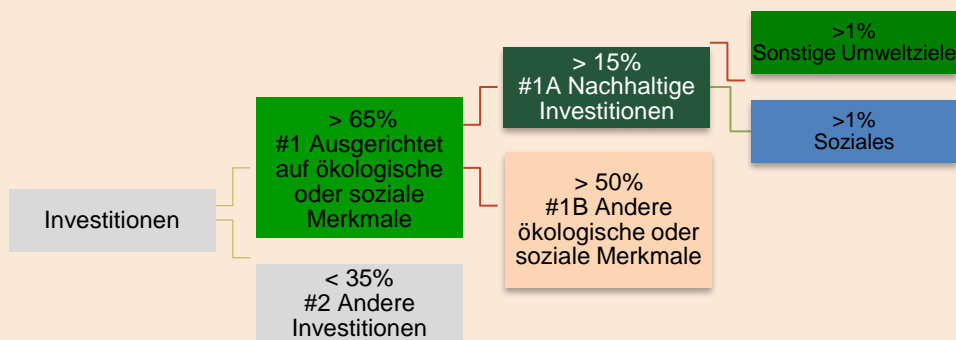 Investitionen
> 65%
#1 Ausgerichtet
auf ökologische
oder soziale
Merkmale
< 35%
#2 Andere
Investitionen
> 15%
#1A Nachhaltige
Investitionen
> 50%
#1B Andere
ökologische oder
soziale Merkmale
>1%
Sonstige Umweltziele
>1%
Soziales